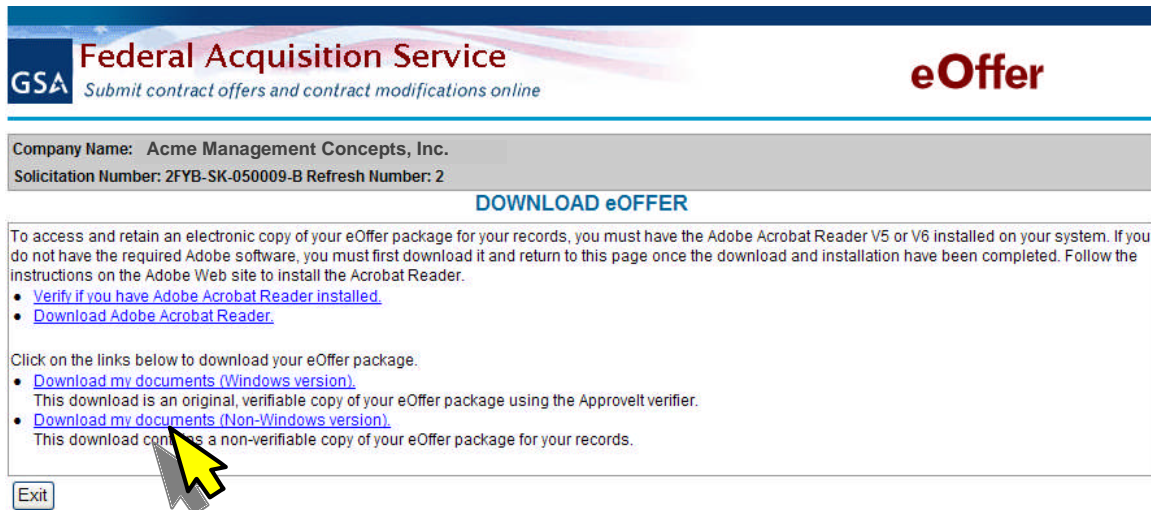 GSA
Federal Acquisition Service
Submit contract offers and contract modifications online
eOffer
Company Name: Acme Management Concepts, Inc.
Solicitation Number: 2FYB-SK-050009-B Refresh Number: 2
DOWNLOAD eOFFER
To access and retain an electronic copy of your eOffer package for your records, you must have the Adobe Acrobat Reader V5 or V6 installed on your system. If you
do not have the required Adobe software, you must first download it and return to this page once the download and installation have been completed. Follow the
instructions on the Adobe Web site to install the Acrobat Reader.
• Verify if you have Adobe Acrobat Reader installed.
• Download Adobe Acrobat Reader.
Click on the links below to download your eOffer package.
• Download my documents (Windows version).
This download is an original, verifiable copy of your eOffer package using the ApproveIt verifier.
• Download my documents (Non-Windows version).
This download contains a non-verifiable copy of your eOffer package for your records.
Exit